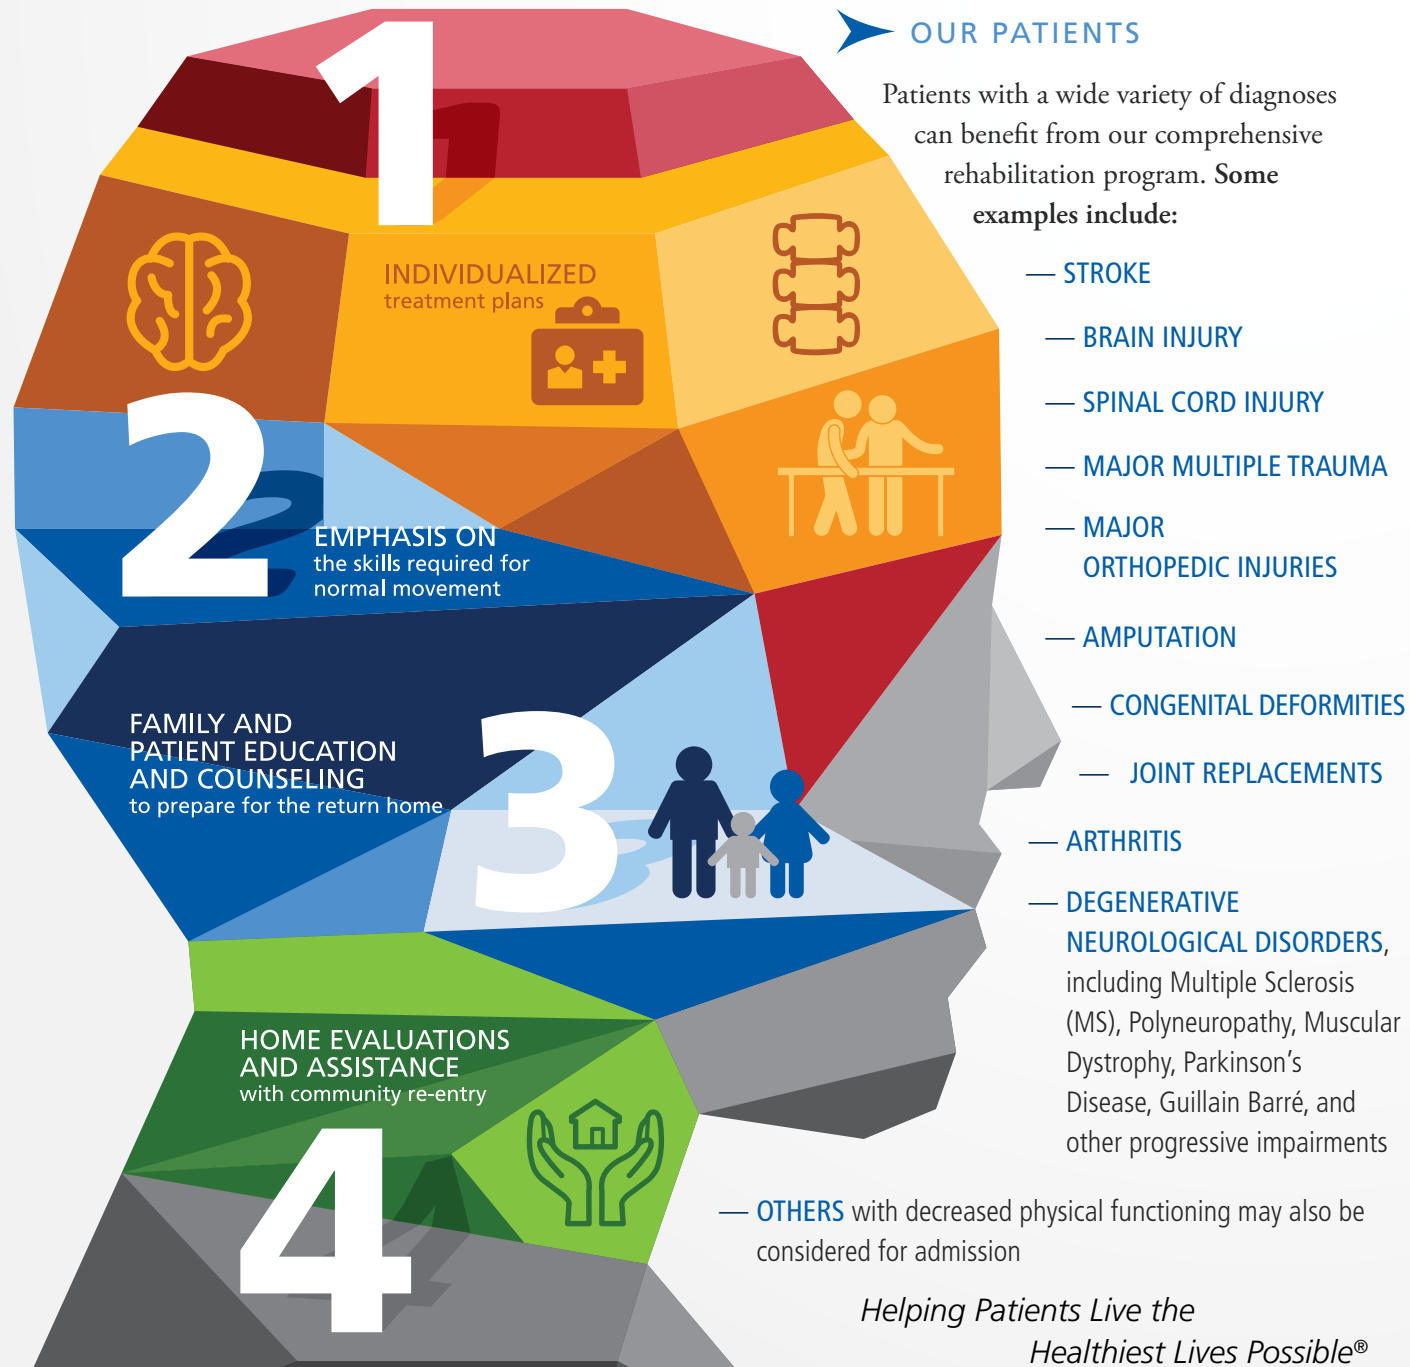 1
INDIVIDUALIZED
treatment plans
2
EMPHASIS ON
the skills required for
normal movement
3
FAMILY AND
PATIENT EDUCATION
AND COUNSELING
to prepare for the return home
HOME EVALUATIONS
AND ASSISTANCE
with community re-entry
4
OUR PATIENTS
Patients with a wide variety of diagnoses
can benefit from our comprehensive
rehabilitation program. Some
examples include:
— STROKE
— BRAIN INJURY
— SPINAL CORD INJURY
— MAJOR MULTIPLE TRAUMA
— MAJOR
ORTHOPEDIC INJURIES
— AMPUTATION
— CONGENITAL DEFORMITIES
— JOINT REPLACEMENTS
— ARTHRITIS
— DEGENERATIVE
NEUROLOGICAL DISORDERS,
including Multiple Sclerosis
(MS), Polyneuropathy, Muscular
Dystrophy, Parkinson’s
Disease, Guillain Barré, and
other progressive impairments
— OTHERS with decreased physical functioning may also be
considered for admission
Helping Patients Live the
Healthiest Lives Possible®